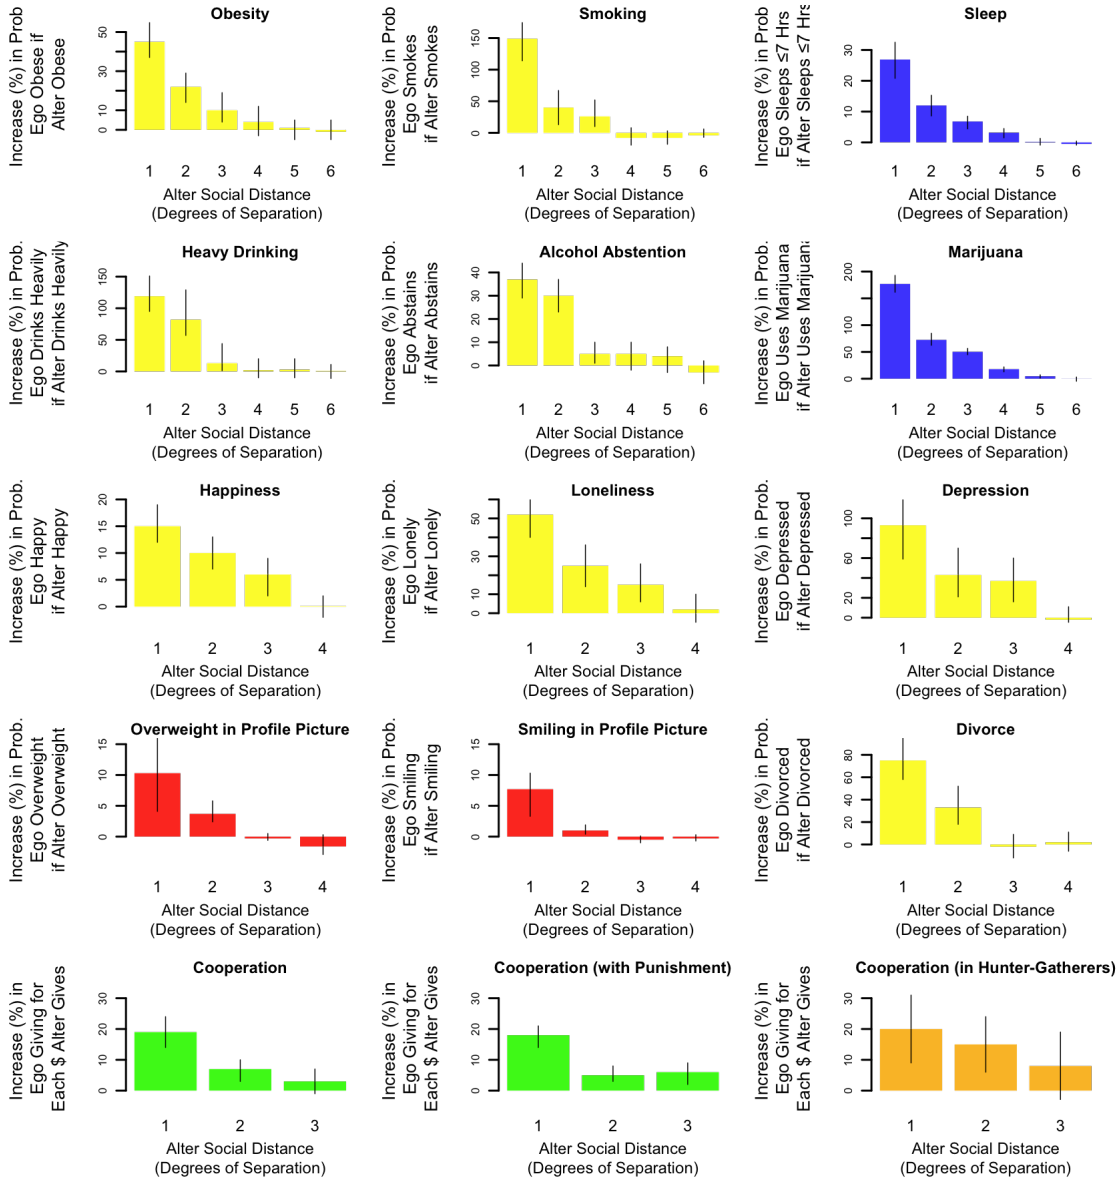 Obesity
Increase (%) in Prob
Ego Obese if
Alter Obese
50
30
10
0
1 2 3 4 5 6
Alter Social Distance
(Degrees of Separation)
Smoking
Increase (%) in Prob.
Ego Smokes
if Alter Smokes
150
100
50
0
1 2 3 4 5 6
Alter Social Distance
(Degrees of Separation)
Sleep
Increase (%) in Prob
Ego Sleeps ≤7 Hrs
if Alter Sleeps ≤7 Hrs
30
20
10
0
1 2 3 4 5 6
Alter Social Distance
(Degrees of Separation)
Heavy Drinking
Increase (%) in Prob.
Ego Drinks Heavily
if Alter Drinks Heavily
150
100
50
0
1 2 3 4 5 6
Alter Social Distance
(Degrees of Separation)
Alcohol Abstention
Increase (%) in Prob.
Ego Abstains
if Alter Abstains
40
30
20
10
0
1 2 3 4 5 6
Alter Social Distance
(Degrees of Separation)
Marijuana
Increase (%) in Prob.
Ego Uses Marijuana
if Alter Uses Marijuana
200
100
50
0
1 2 3 4 5 6
Alter Social Distance
(Degrees of Separation)
Happiness
Increase (%) in Prob.
Ego Happy
if Alter Happy
20
15
10
5
0
1 2 3 4
Alter Social Distance
(Degrees of Separation)
Loneliness
Increase (%) in Prob.
Ego Lonely
if Alter Lonely
50
30
10
0
1 2 3 4
Alter Social Distance
(Degrees of Separation)
Depression
Increase (%) in Prob.
Ego Depressed
if Alter Depressed
100
60
20
0
1 2 3 4
Alter Social Distance
(Degrees of Separation)
Overweight in Profile Picture
Increase (%) in Prob.
Ego Overweight
if Alter Overweight
15
10
5
0
1 2 3 4
Alter Social Distance
(Degrees of Separation)
Smiling in Profile Picture
Increase (%) in Prob.
Ego Smiling
if Alter Smiling
15
10
5
0
1 2 3 4
Alter Social Distance
(Degrees of Separation)
Divorce
Increase (%) in Prob.
Ego Divorced
if Alter Divorced
80
60
40
20
0
1 2 3 4
Alter Social Distance
(Degrees of Separation)
Cooperation
Increase (%) in
Ego Giving for
Each $ Alter Gives
30
20
10
0
1 2 3
Alter Social Distance
(Degrees of Separation)
Cooperation (with Punishment)
Increase (%) in
Ego Giving for
Each $ Alter Gives
30
20
10
0
1 2 3
Alter Social Distance
(Degrees of Separation)
Cooperation (in Hunter-Gatherers)
Increase (%) in
Ego Giving for
Each $ Alter Gives
30
20
10
0
1 2 3
Alter Social Distance
(Degrees of Separation)